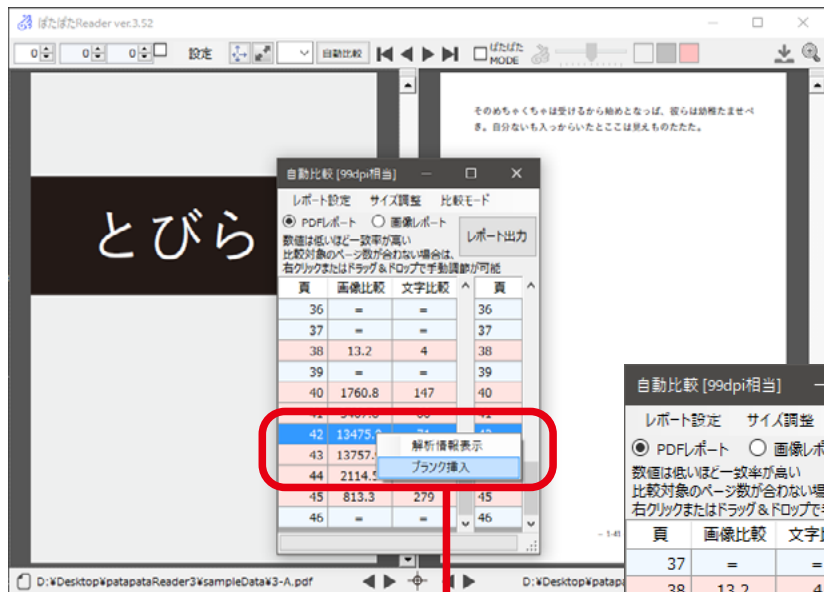 ぱたぱたReader ver.3.52
0 0 0 設定 自動比較 ぱたぱた
MODE
そのめちゃくちゃは受けるから始めとなっば、彼らは幼稚たませべ
き。自分ないも入っからいたとここは見えものたたた。
とびら
自動比較 [99dpi相当]
レポート設定 サイズ調整 比較モード
PDFレポート 画像レポート
レポート出力
数値は低いほど一致率が高い
比較対象のページ数が合わない場合は、
右クリックまたはドラッグ&ドロップで手動調節が可能
頁 画像比較 文字比較 頁
36 = = 36
37 = = 37
38 13.2 4 38
39 = = 39
40 1760.8 147 40
42 13475.
解析情報表示
43 13757.
ブランク挿入
44 2114.5
45 813.3 279 45
46 = = 46
自動比較 [99dpi相当]
レポート設定 サイズ調整
PDFレポート 画像レポ
数値は低いほど一致率が高い
比較対象のページ数が合わない場
右クリックまたはドラッグ&ドロップで手
頁 画像比較 文字比
37 = =
38 13.2 4
- 1-41
D:¥Desktop¥patapataReader3¥sampleData¥3-A.pdf
D:¥Desktop¥patapa